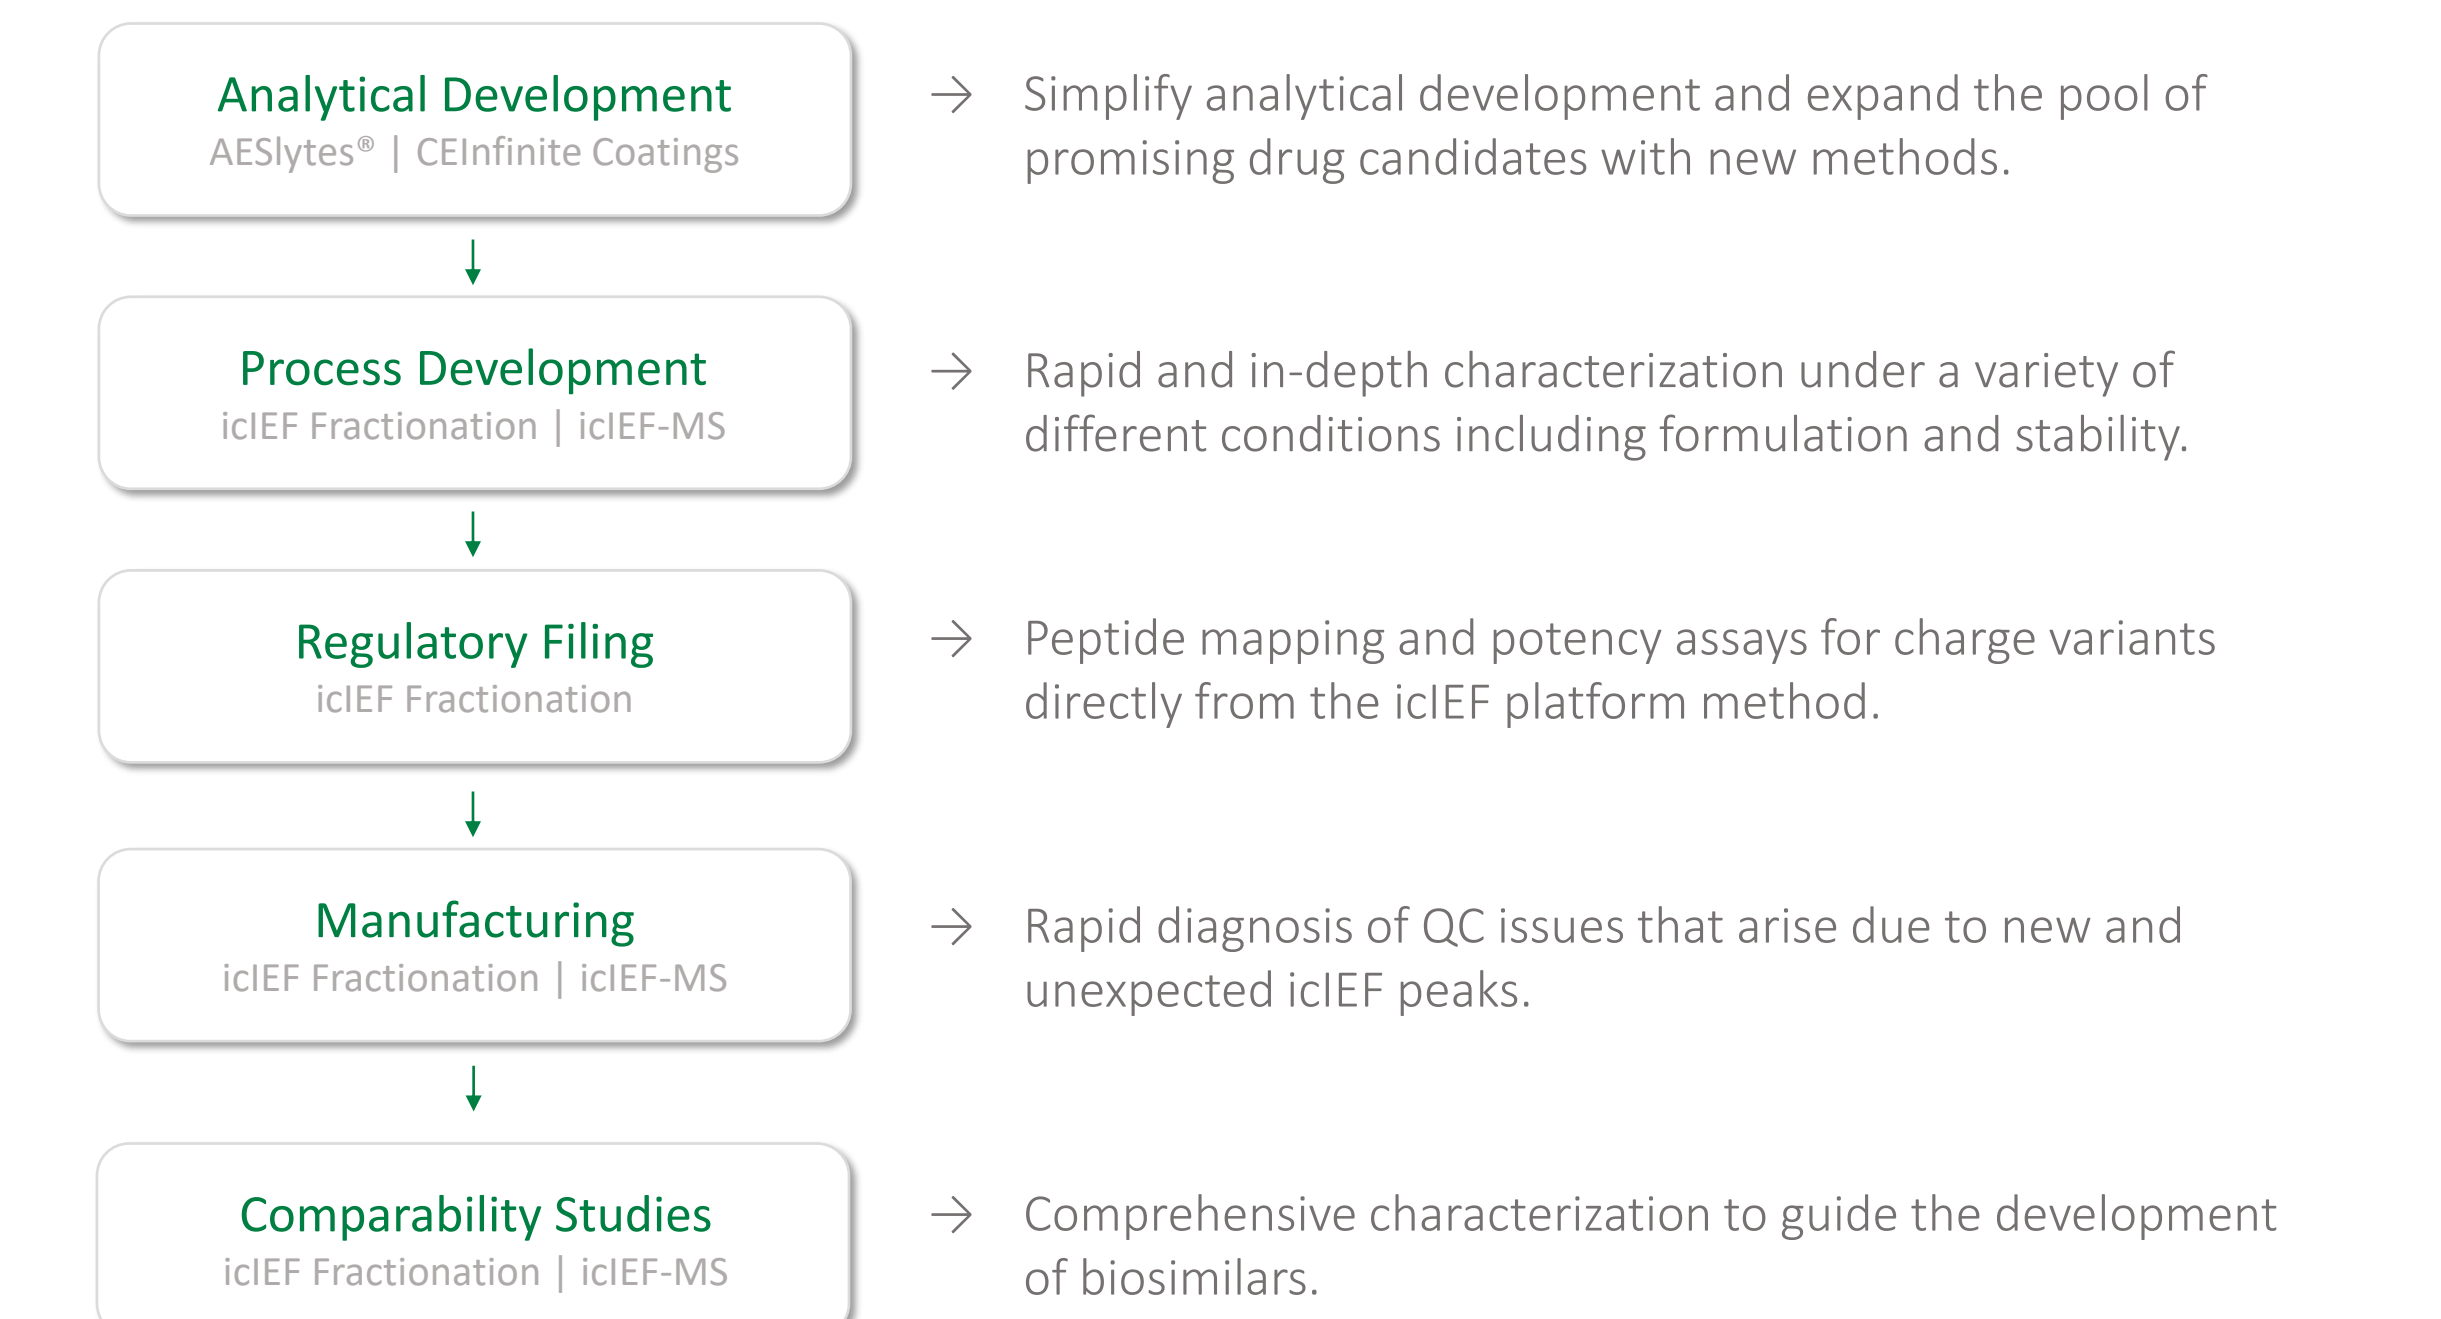 Analytical Development
AESlytes® | CEInfinite Coatings
→ Simplify analytical development and expand the pool of
promising drug candidates with new methods.
Process Development
icIEF Fractionation | icIEF-MS
→ Rapid and in-depth characterization under a variety of
different conditions including formulation and stability.
Regulatory Filing
icIEF Fractionation
→ Peptide mapping and potency assays for charge variants
directly from the icIEF platform method.
Manufacturing
icIEF Fractionation | icIEF-MS
→ Rapid diagnosis of QC issues that arise due to new and
unexpected icIEF peaks.
Comparability Studies
icIEF Fractionation | icIEF-MS
→ Comprehensive characterization to guide the development
of biosimilars.